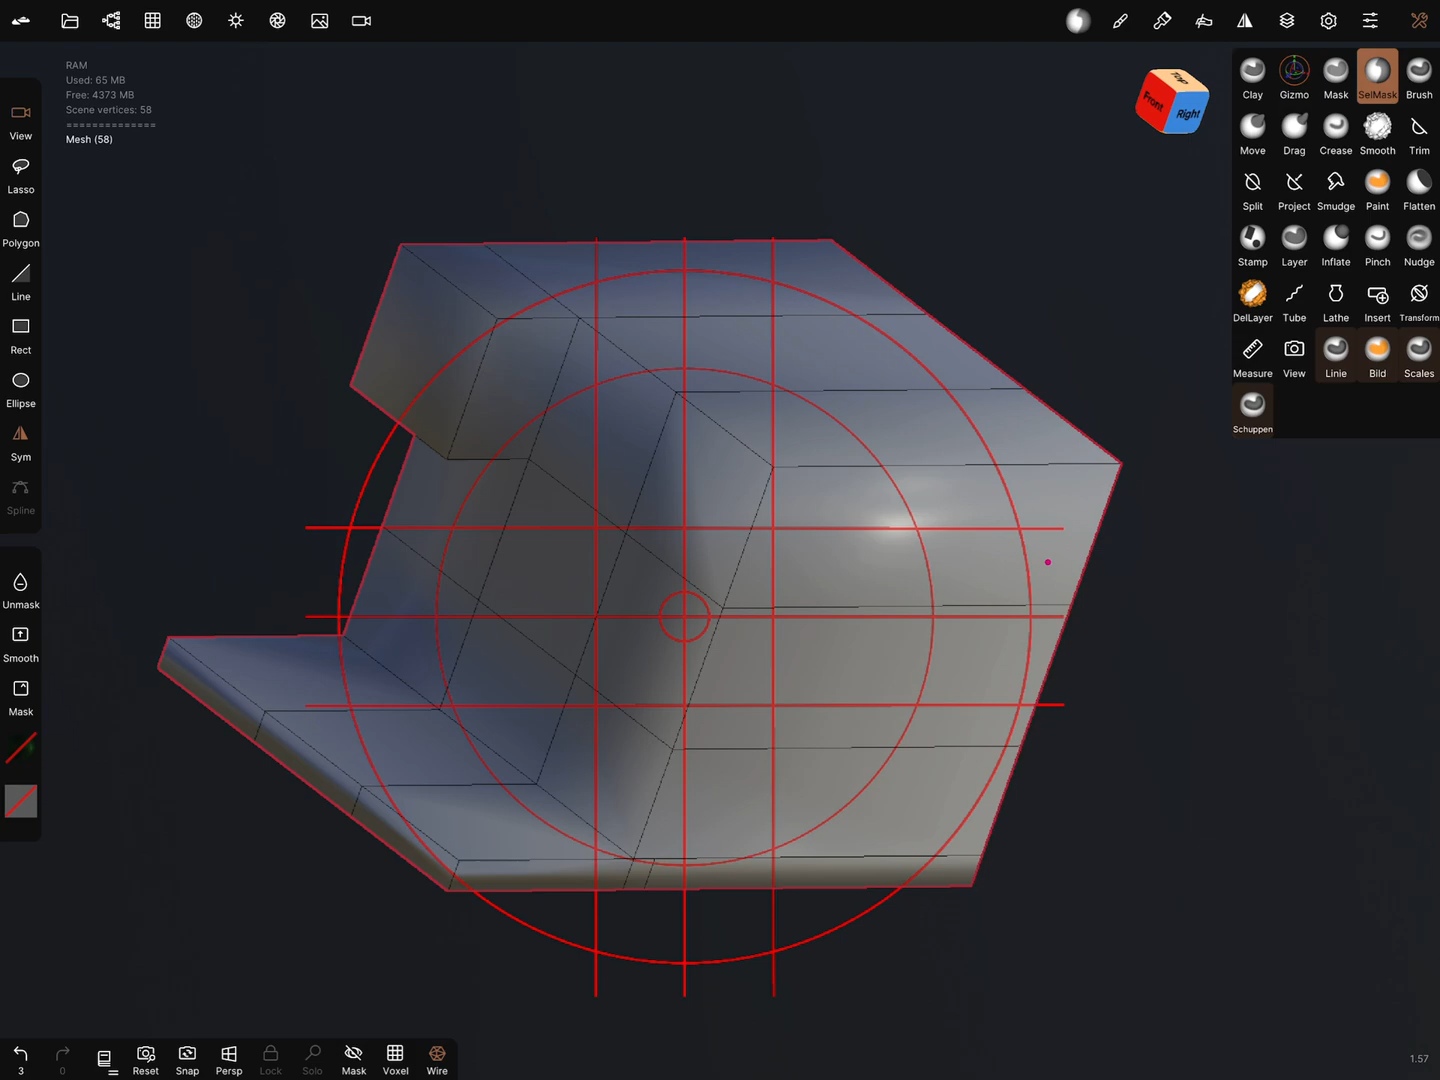 RAM
Used: 65 MB
Free: 4373 MB
Scene vertices: 58
==============
Mesh (58)
Top
Front
Right
View
Lasso
Polygon
Line
Rect
Ellipse
Sym
Spline
Unmask
Smooth
Mask
Clay Gizmo Mask SelMask Brush
Move Drag Crease Smooth Trim
Split Project Smudge Paint Flatten
Stamp Layer Inflate Pinch Nudge
DelLayer Tube Lathe Insert Transform
Measure View Linie Bild Scales
Schuppen
3 0 Reset Snap Persp Lock Solo Mask Voxel Wire
1.57